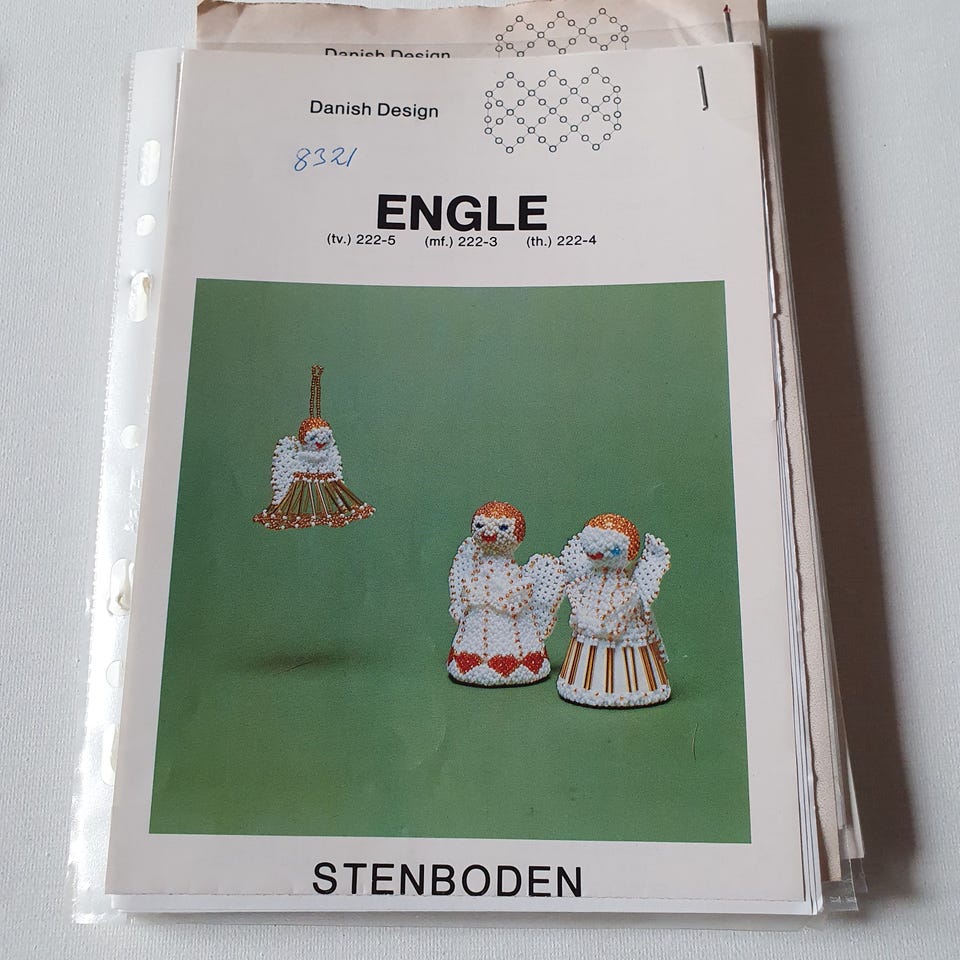 Danish Design
Danish Design
8321
ENGLE
(tv.) 222-5 (mf.) 222-3 (th.) 222-4
STENBODEN